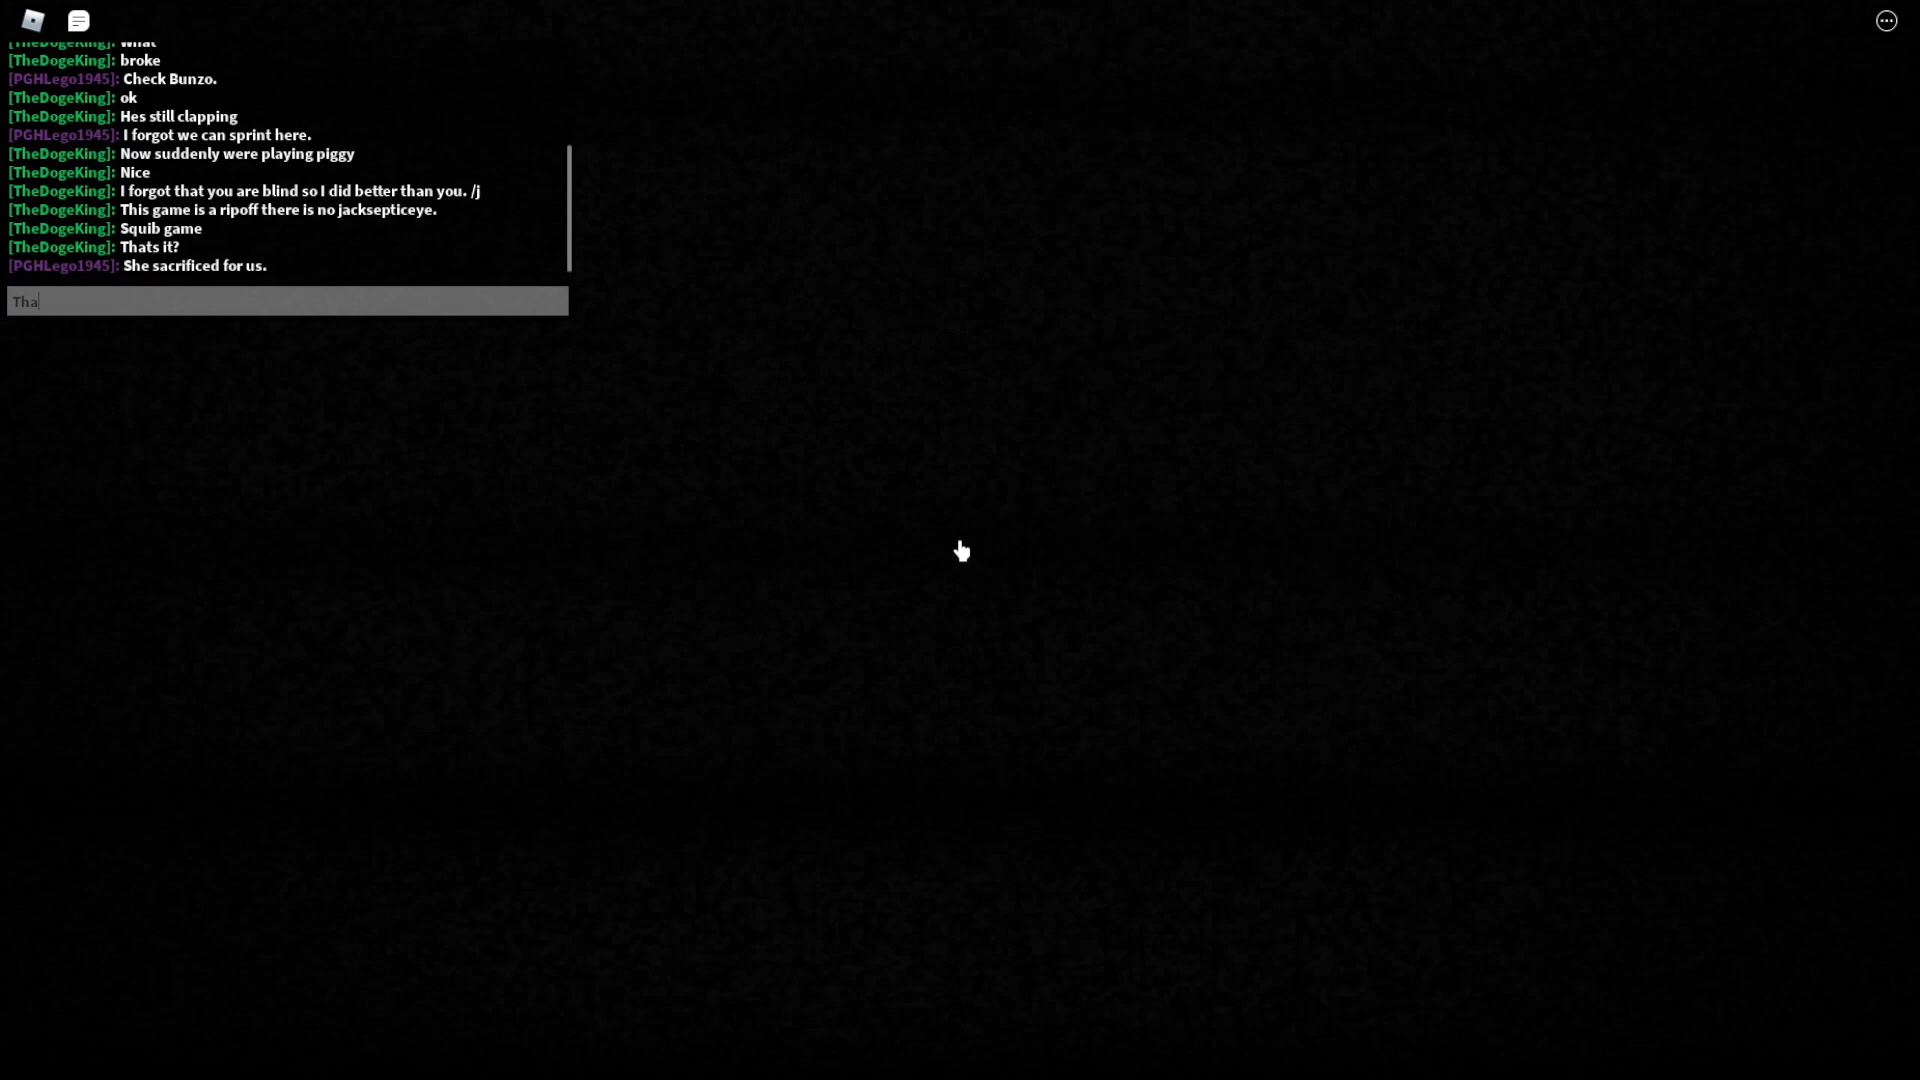 [TheDogeKing]: what
[TheDogeKing]: broke
[PGHLego1945]: Check Bunzo.
[TheDogeKing]: ok
[TheDogeKing]: Hes still clapping
[PGHLego1945]: I forgot we can sprint here.
[TheDogeKing]: Now suddenly were playing piggy
[TheDogeKing]: Nice
[TheDogeKing]: I forgot that you are blind so I did better than you. /j
[TheDogeKing]: This game is a ripoff there is no jacksepticeye.
[TheDogeKing]: Squib game
[TheDogeKing]: Thats it?
[PGHLego1945]: She sacrificed for us.
Tha